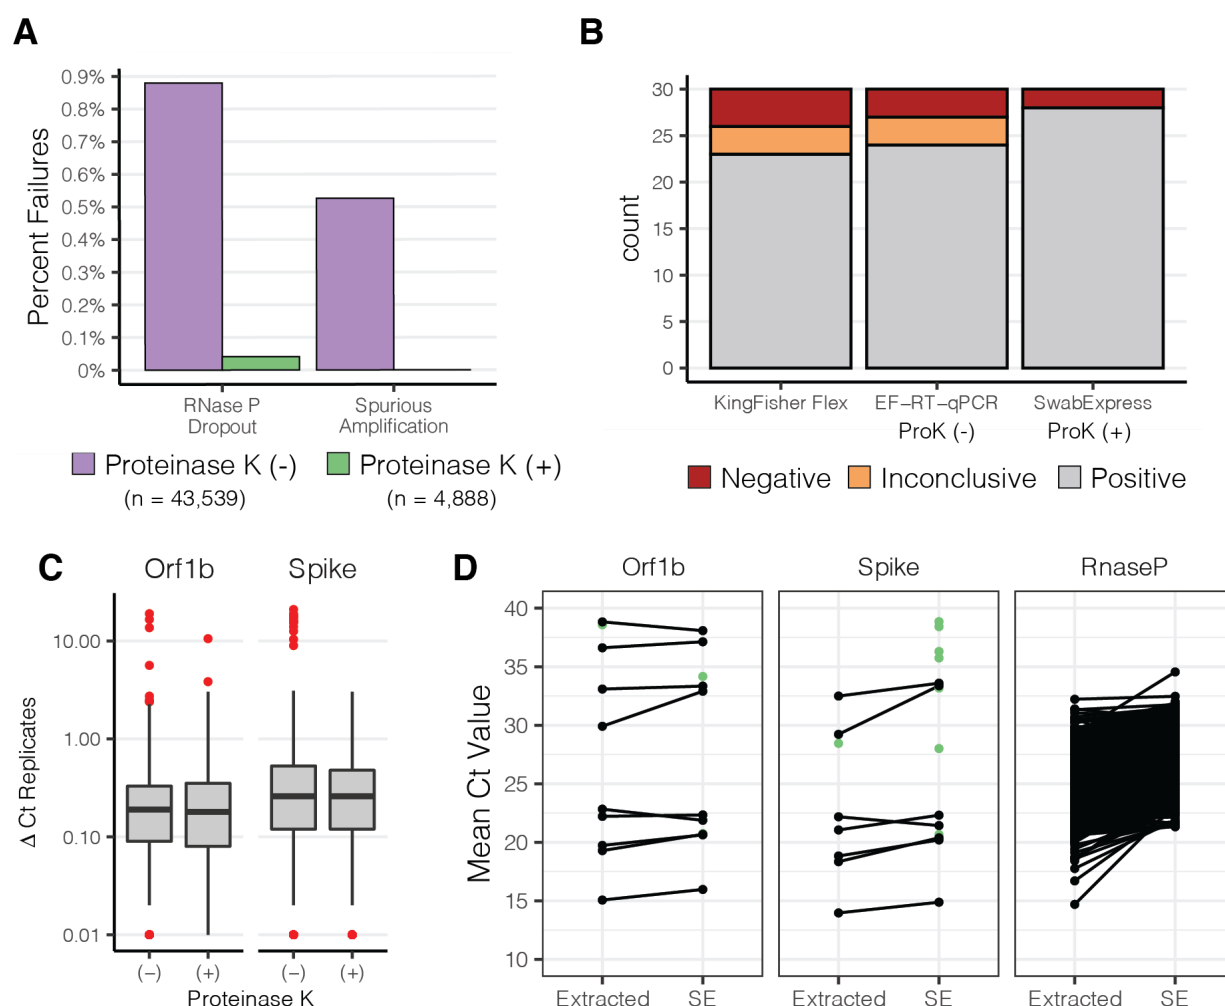 A
Percent Failures
0.9%
0.8%
0.7%
0.6%
0.5%
0.4%
0.3%
0.2%
0.1%
0%
RNase P
Dropout
Spurious
Amplification
Proteinase K (-)
(n = 43,539)
Proteinase K (+)
(n = 4,888)
B
count
30
25
20
15
10
5
0
KingFisher Flex
EF−RT−qPCR
ProK (-)
SwabExpress
ProK (+)
Negative
Inconclusive
Positive
C
Orf1b
Spike
Δ Ct Replicates
10.00
1.00
0.10
0.01
(−)
(+)
(−)
(+)
Proteinase K
D
Orf1b
Spike
RnaseP
Mean Ct Value
40
35
30
25
20
15
10
Extracted
SE
Extracted
SE
Extracted
SE